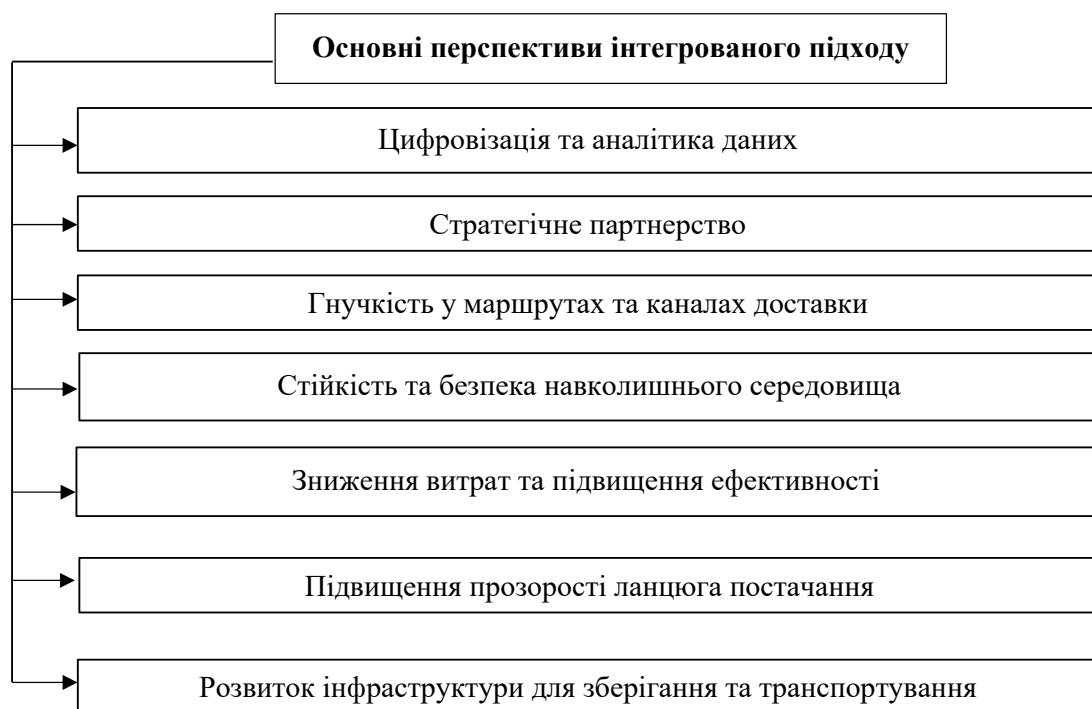 Основні перспективи інтегрованого підходу
Цифровізація та аналітика даних
Стратегічне партнерство
Гнучкість у маршрутах та каналах доставки
Стійкість та безпека навколишнього середовища
Зниження витрат та підвищення ефективності
Підвищення прозорості ланцюга постачання
Розвиток інфраструктури для зберігання та транспортування